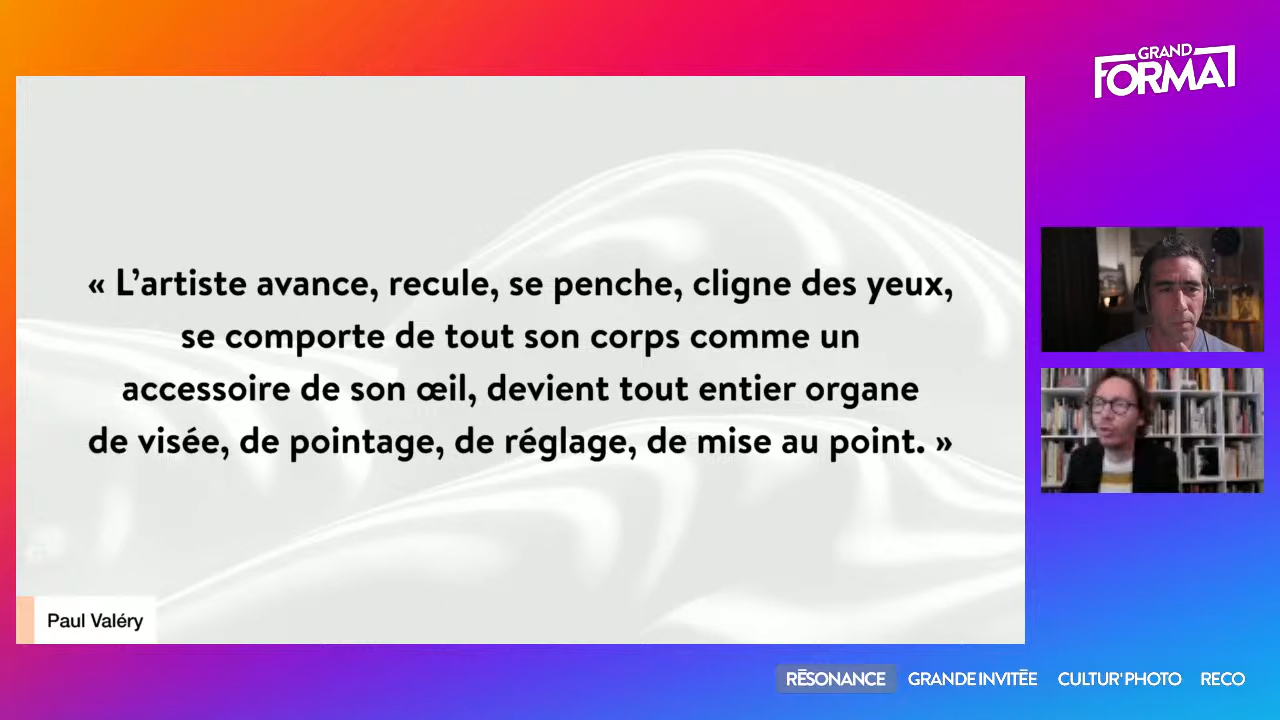 GRAND
FORMAT
« L’artiste avance, recule, se penche, cligne des yeux,
se comporte de tout son corps comme un
accessoire de son œil, devient tout entier organe
de visée, de pointage, de réglage, de mise au point. »
Paul Valéry
RÉSONANCE GRANDE INVITÉE CULTUR'PHOTO RECO